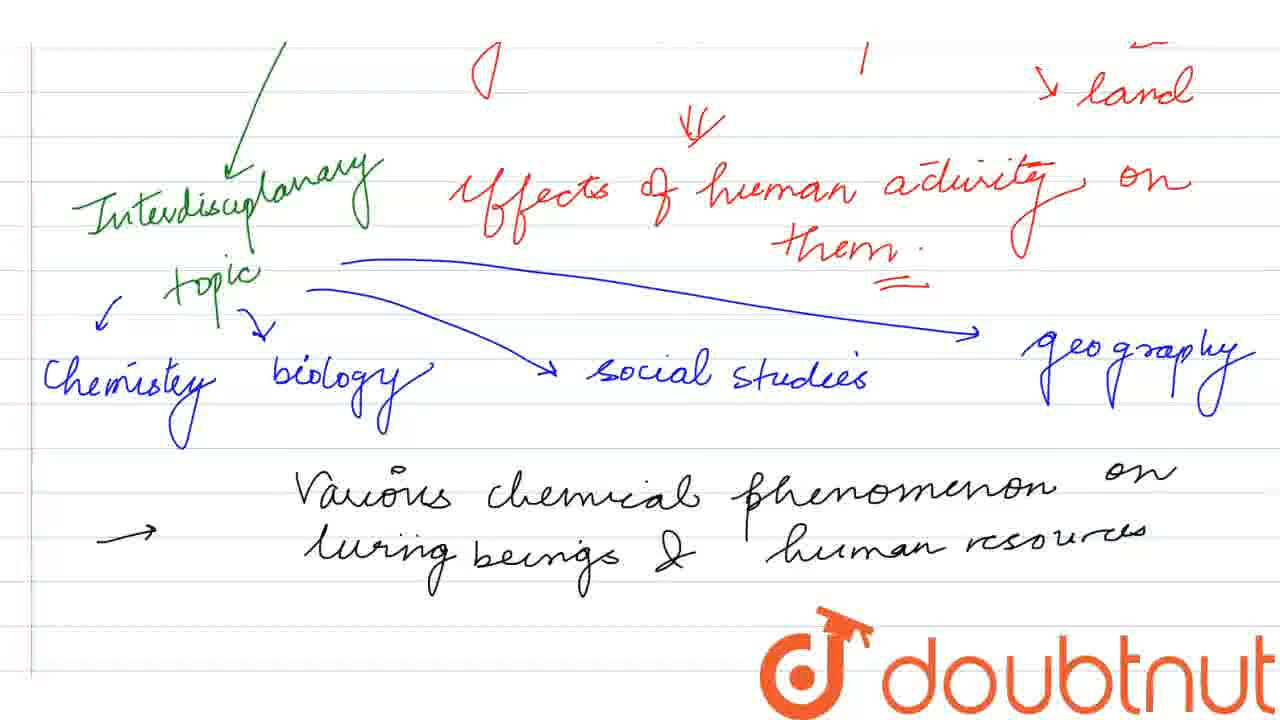 land
Interdisciplanary
topic
effects of human activity on
them.
Chemistry biology social studies geography
Various chemical phenomenon on
living beings & human resources
doubtnut